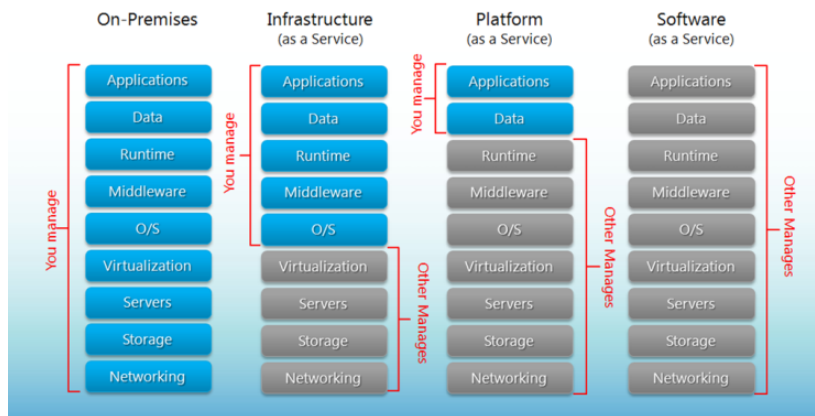 On-Premises
You manage
Applications
Data
Runtime
Middleware
O/S
Virtualization
Servers
Storage
Networking
Infrastructure
(as a Service)
You manage
Applications
Data
Runtime
Middleware
O/S
Virtualization
Servers
Storage
Networking
Other Manages
Platform
(as a Service)
You manage
Applications
Data
Runtime
Middleware
O/S
Virtualization
Servers
Storage
Networking
Other Manages
Software
(as a Service)
Applications
Data
Runtime
Middleware
O/S
Virtualization
Servers
Storage
Networking
Other Manages